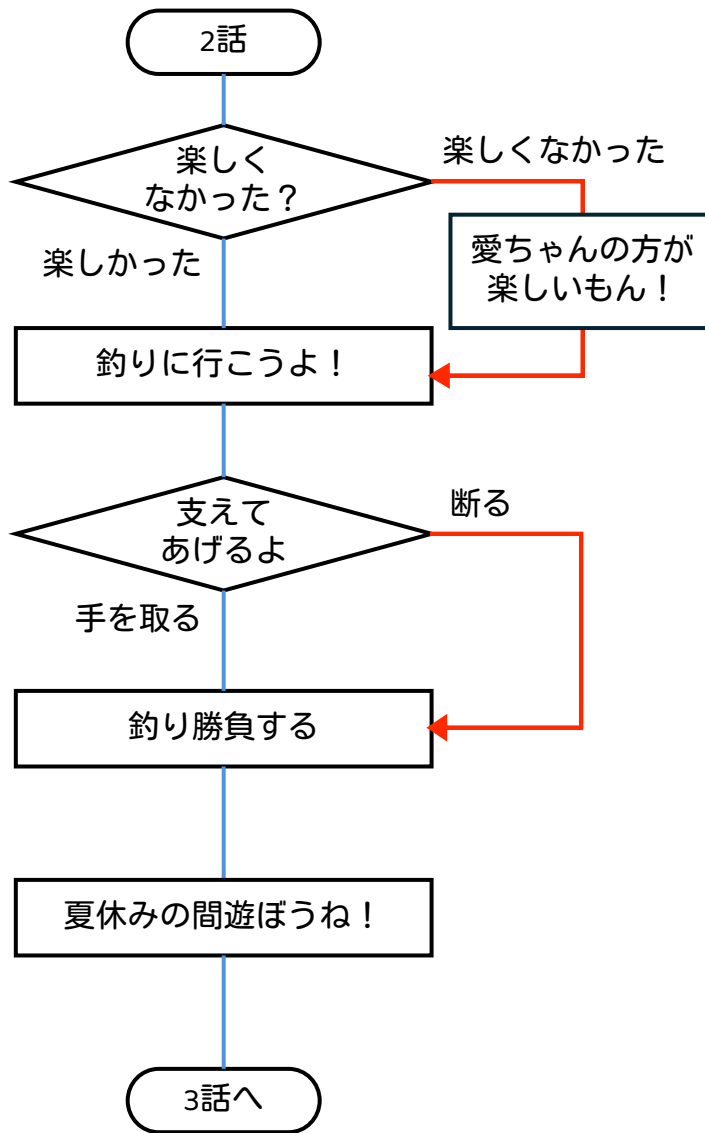 2話
楽しく
なかった？
楽しくなかった
楽しかった
愛ちゃんの方が
楽しいもん！
釣りに行こうよ！
支えて
あげるよ
断る
手を取る
釣り勝負する
夏休みの間遊ぼうね！
3話へ